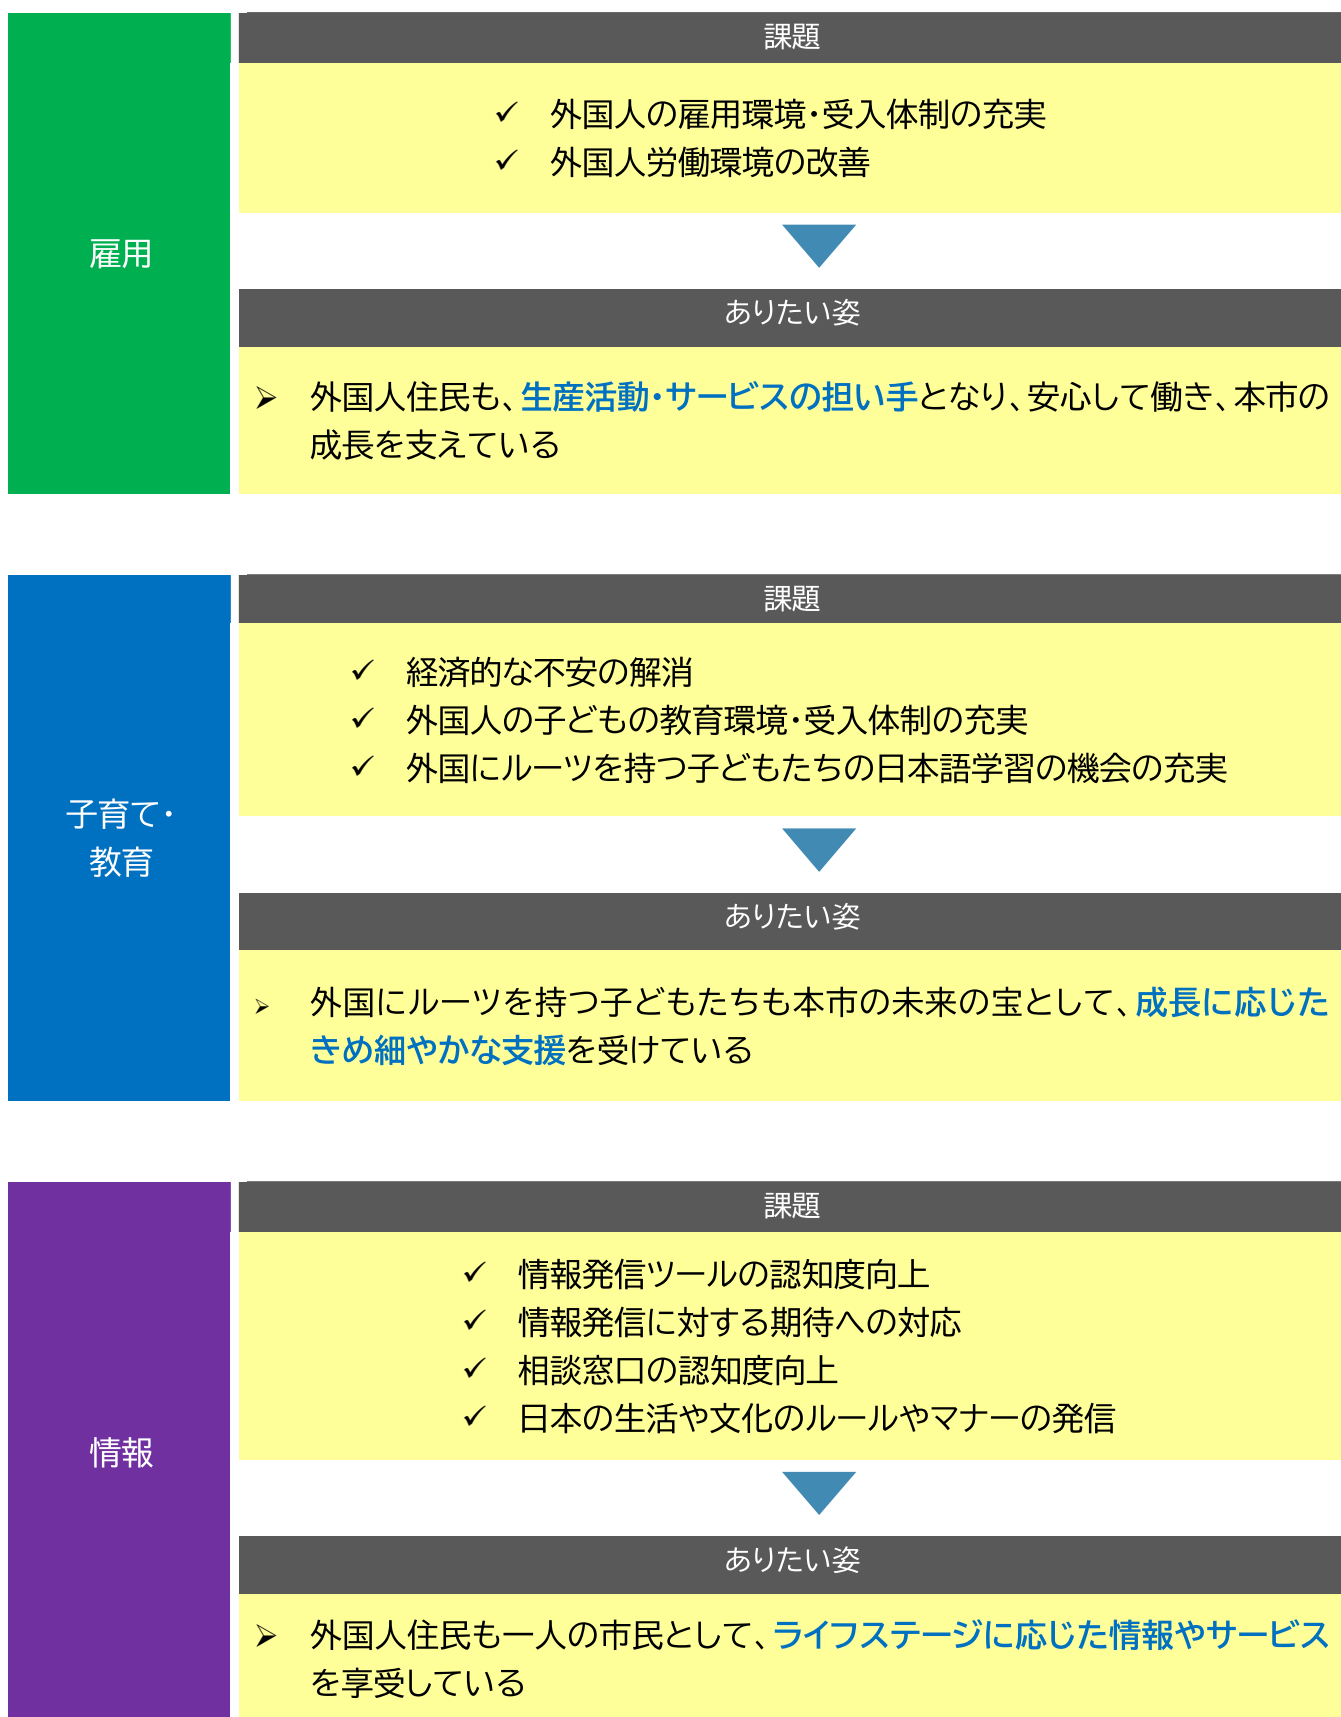 雇用
課題
✓ 外国人の雇用環境・受入体制の充実
✓ 外国人労働環境の改善
ありたい姿
➢ 外国人住民も、生産活動・サービスの担い手となり、安心して働き、本市の
成長を支えている
子育て・
教育
課題
✓ 経済的な不安の解消
✓ 外国人の子どもの教育環境・受入体制の充実
✓ 外国にルーツを持つ子どもたちの日本語学習の機会の充実
ありたい姿
➢ 外国にルーツを持つ子どもたちも本市の未来の宝として、成長に応じた
きめ細やかな支援を受けている
情報
課題
✓ 情報発信ツールの認知度向上
✓ 情報発信に対する期待への対応
✓ 相談窓口の認知度向上
✓ 日本の生活や文化のルールやマナーの発信
ありたい姿
➢ 外国人住民も一人の市民として、ライフステージに応じた情報やサービス
を享受している